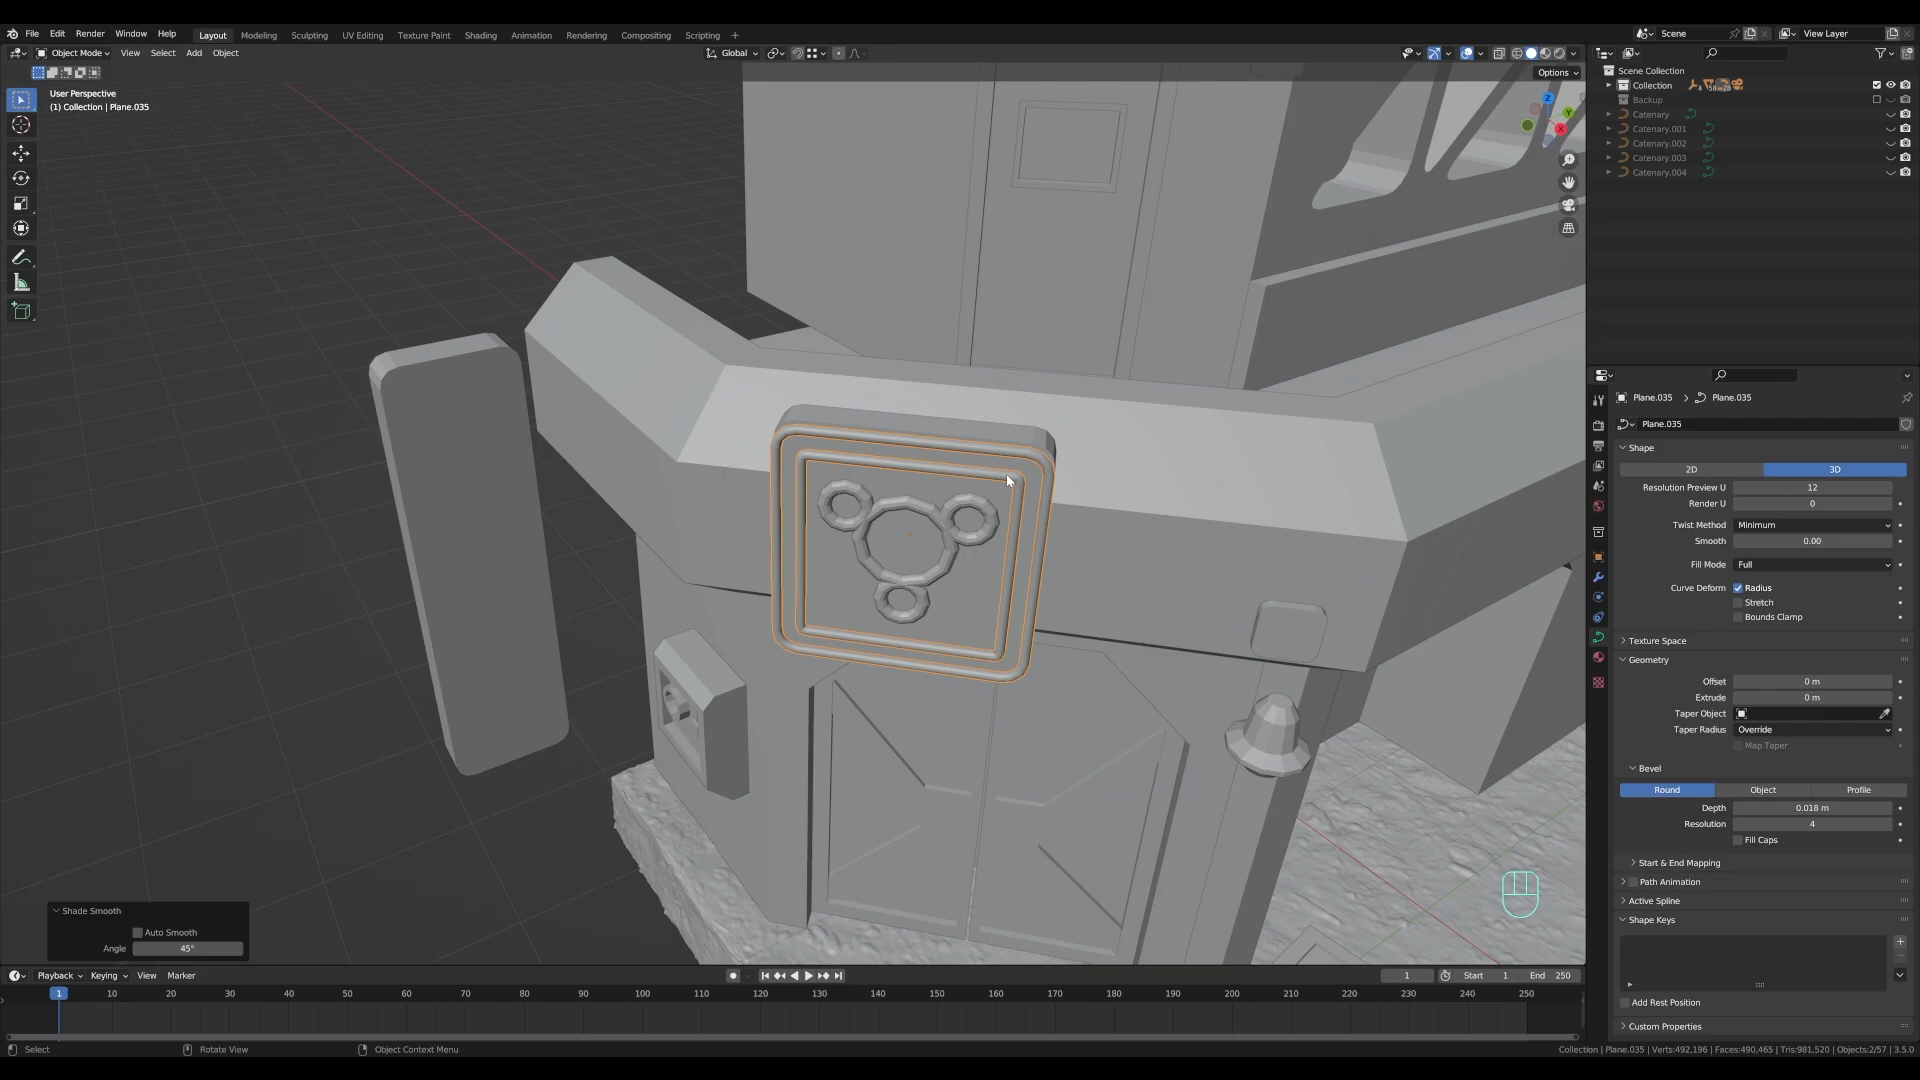 File Edit Render Window Help Layout Modeling Sculpting UV Editing Texture Paint Shading Animation Rendering Compositing Scripting + Scene View Layer
Object Mode View Select Add Object Global
Options
User Perspective
(1) Collection | Plane.035
Z
Y
X
Scene Collection
Collection 4
Backup
Catenary
Catenary.001
Catenary.002
Catenary.003
Catenary.004
Plane.035 > Plane.035
Plane.035
Shape
2D 3D
Resolution Preview U 12
Render U 0
Twist Method Minimum
Smooth 0.00
Fill Mode Full
Curve Deform Radius
Stretch
Bounds Clamp
Texture Space
Geometry
Offset 0 m
Extrude 0 m
Taper Object
Taper Radius Override
Map Taper
Bevel
Round Object Profile
Depth 0.018 m
Resolution 4
Fill Caps
Start & End Mapping
Path Animation
Active Spline
Shape Keys
Add Rest Position
Custom Properties
Shade Smooth
Auto Smooth
Angle 45°
Playback Keying View Marker 1 Start 1 End 250
1 10 20 30 40 50 60 70 80 90 100 110 120 130 140 150 160 170 180 190 200 210 220 230 240 250
Select Rotate View Object Context Menu Collection | Plane.035 | Verts:492,196 | Faces:490,465 | Tris:981,520 | Objects:2/57 | 3.5.0